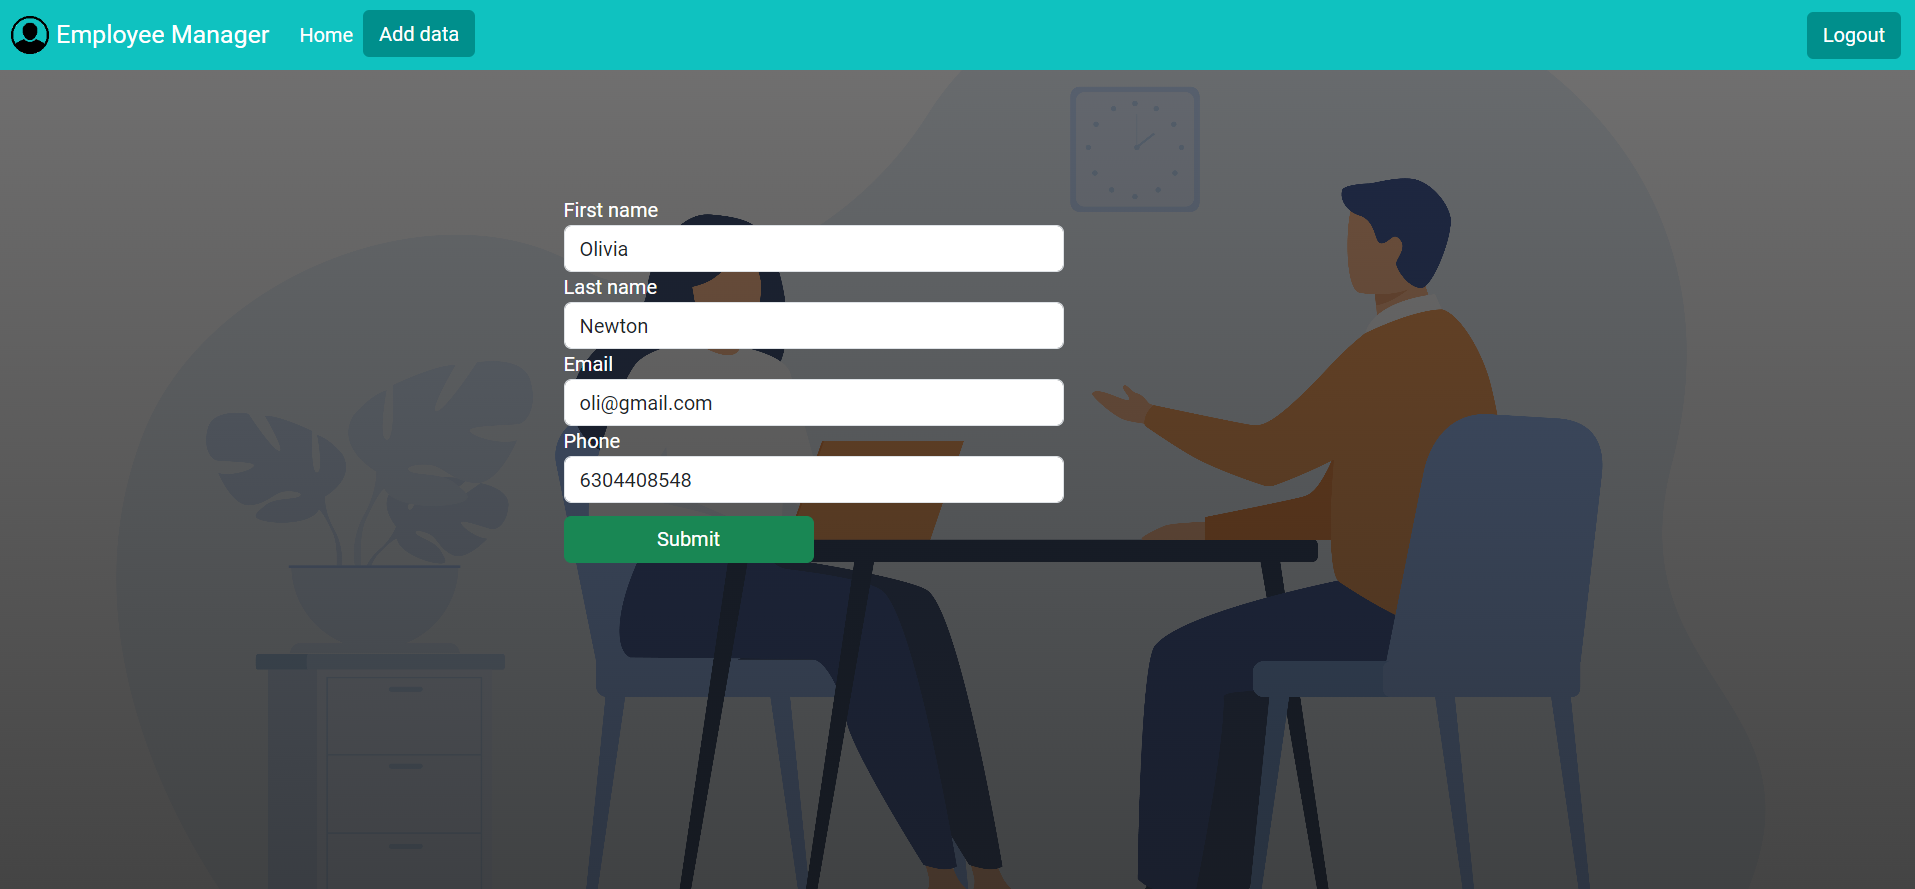 Employee Manager Home Add data Logout
First name
Olivia
Last name
Newton
Email
oli@gmail.com
Phone
6304408548
Submit